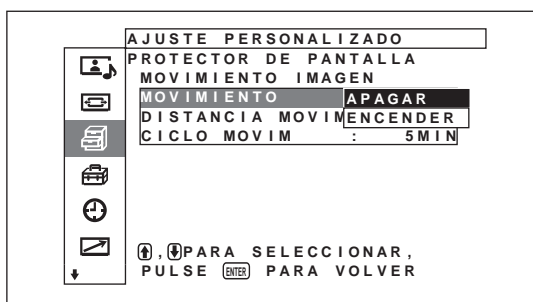 AJUSTE PERSONALIZADO
PROTECTOR DE PANTALLA
MOVIMIENTO IMAGEN
MOVIMIENTO APAGAR
DISTANCIA MOVIM ENCENDER
CICLO MOVIM : 5MIN
, PARA SELECCIONAR,
PULSE ENTER PARA VOLVER